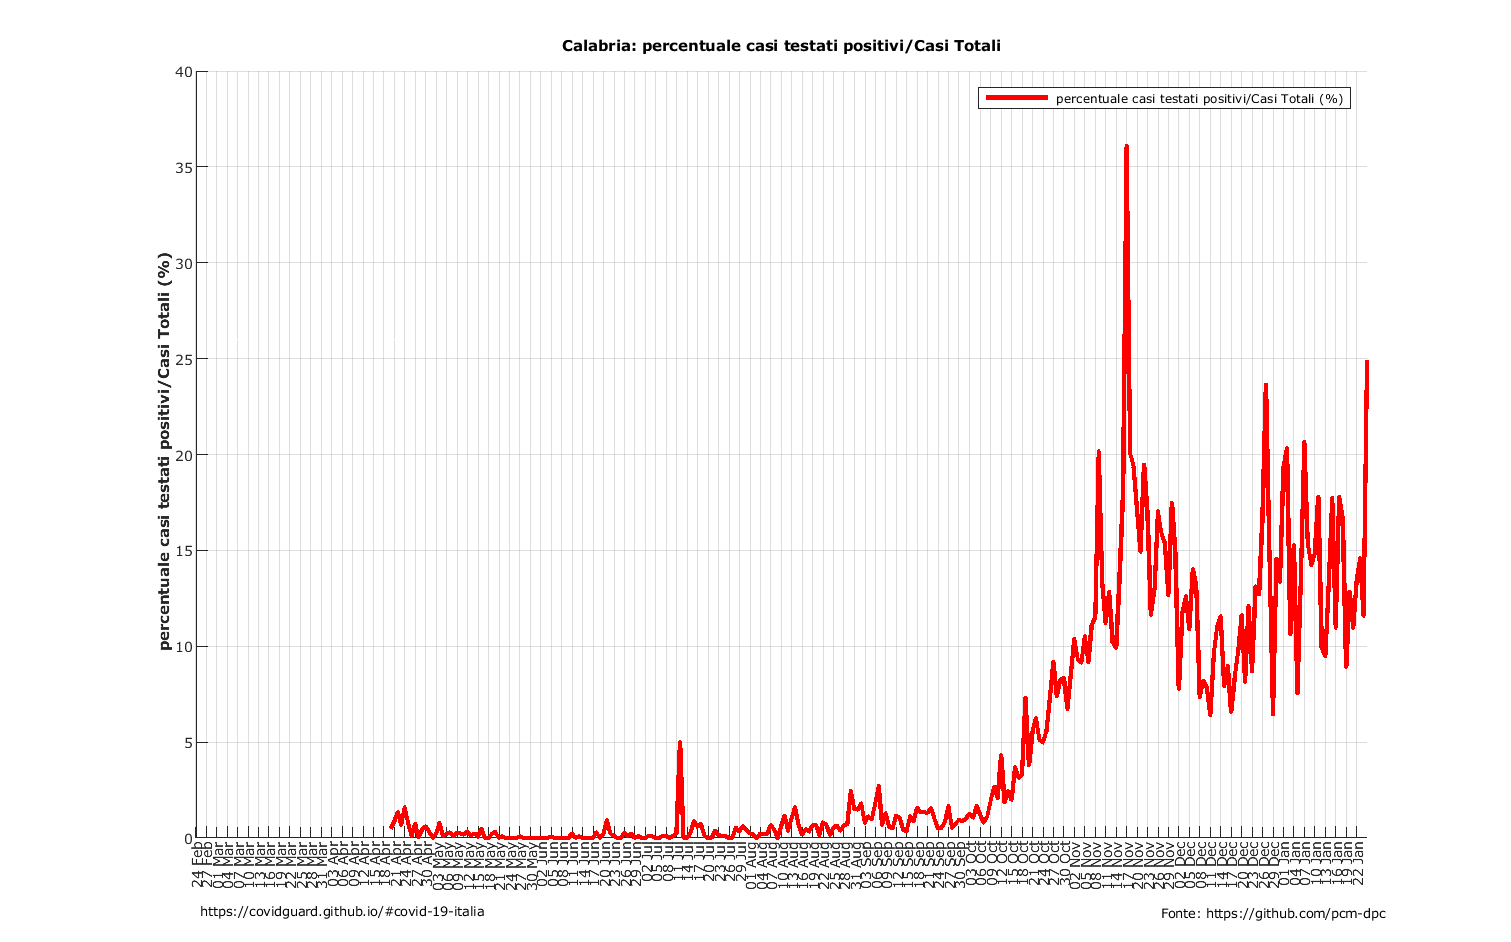 Calabria: percentuale casi testati positivi/Casi Totali
percentuale casi testati positivi/Casi Totali (%)
percentuale casi testati positivi/Casi Totali (%)
40
35
30
25
20
15
10
5
0
24 Feb
27 Feb
01 Mar
04 Mar
07 Mar
10 Mar
13 Mar
16 Mar
19 Mar
22 Mar
25 Mar
28 Mar
31 Mar
03 Apr
06 Apr
09 Apr
12 Apr
15 Apr
18 Apr
21 Apr
24 Apr
27 Apr
30 Apr
03 May
06 May
09 May
12 May
15 May
18 May
21 May
24 May
27 May
30 May
02 Jun
05 Jun
08 Jun
11 Jun
14 Jun
17 Jun
20 Jun
23 Jun
26 Jun
29 Jun
02 Jul
05 Jul
08 Jul
11 Jul
14 Jul
17 Jul
20 Jul
23 Jul
26 Jul
29 Jul
01 Aug
04 Aug
07 Aug
10 Aug
13 Aug
16 Aug
19 Aug
22 Aug
25 Aug
28 Aug
31 Aug
03 Sep
06 Sep
09 Sep
12 Sep
15 Sep
18 Sep
21 Sep
24 Sep
27 Sep
30 Sep
03 Oct
06 Oct
09 Oct
12 Oct
15 Oct
18 Oct
21 Oct
24 Oct
27 Oct
30 Oct
02 Nov
05 Nov
08 Nov
11 Nov
14 Nov
17 Nov
20 Nov
23 Nov
26 Nov
29 Nov
02 Dec
05 Dec
08 Dec
11 Dec
14 Dec
17 Dec
20 Dec
23 Dec
26 Dec
29 Dec
01 Jan
04 Jan
07 Jan
10 Jan
13 Jan
16 Jan
19 Jan
22 Jan
https://covidguard.github.io/#covid-19-italia
Fonte: https://github.com/pcm-dpc